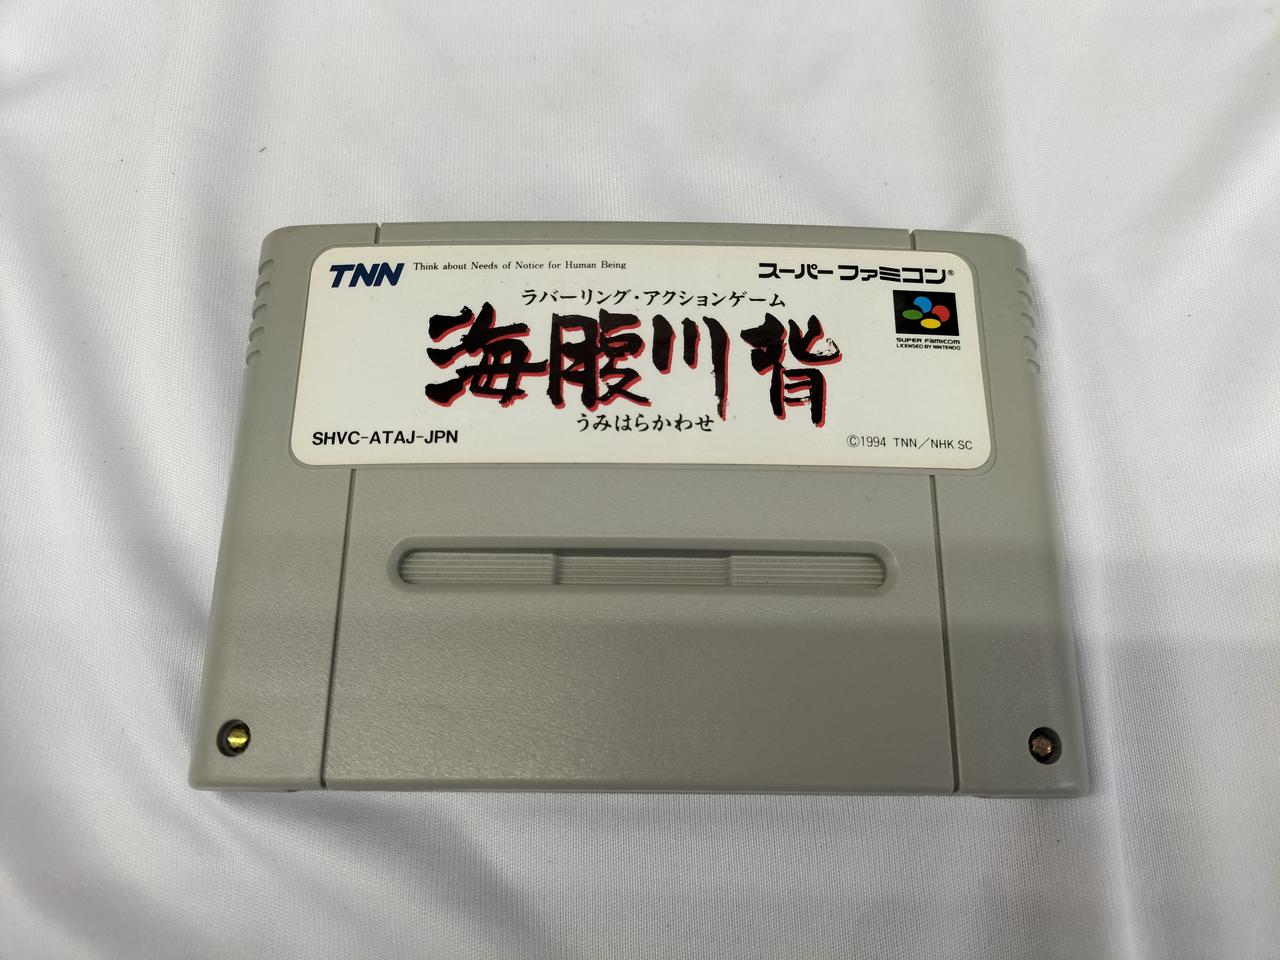 TNN Think about Needs of Notice for Human Being
スーパーファミコン®
ラバーリング・アクションゲーム
海腹川背
うみはらかわせ
SUPER FAMICOM
LICENSED BY NINTENDO
SHVC-ATAJ-JPN
©1994 TNN/NHK SC